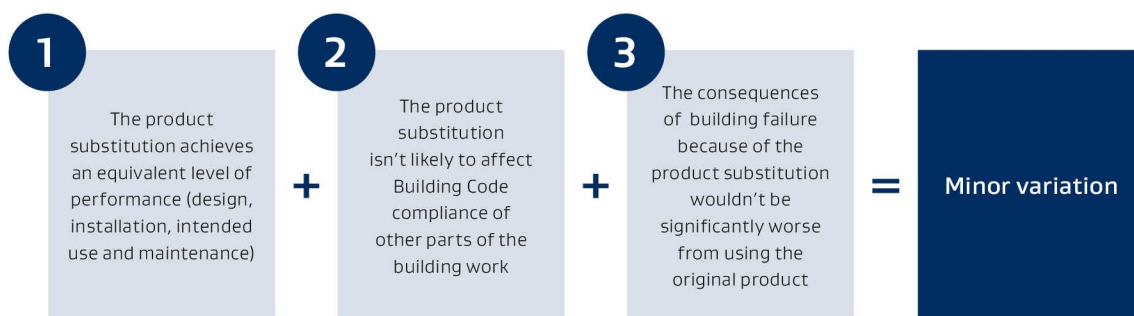 1
The product
substitution achieves
an equivalent level of
performance (design,
installation, intended
use and maintenance)
+
2
The product
substitution
isn't likely to affect
Building Code
compliance of
other parts of the
building work
+
3
The consequences
of building failure
because of the
product substitution
wouldn't be
significantly worse
from using the
original product
=
Minor variation